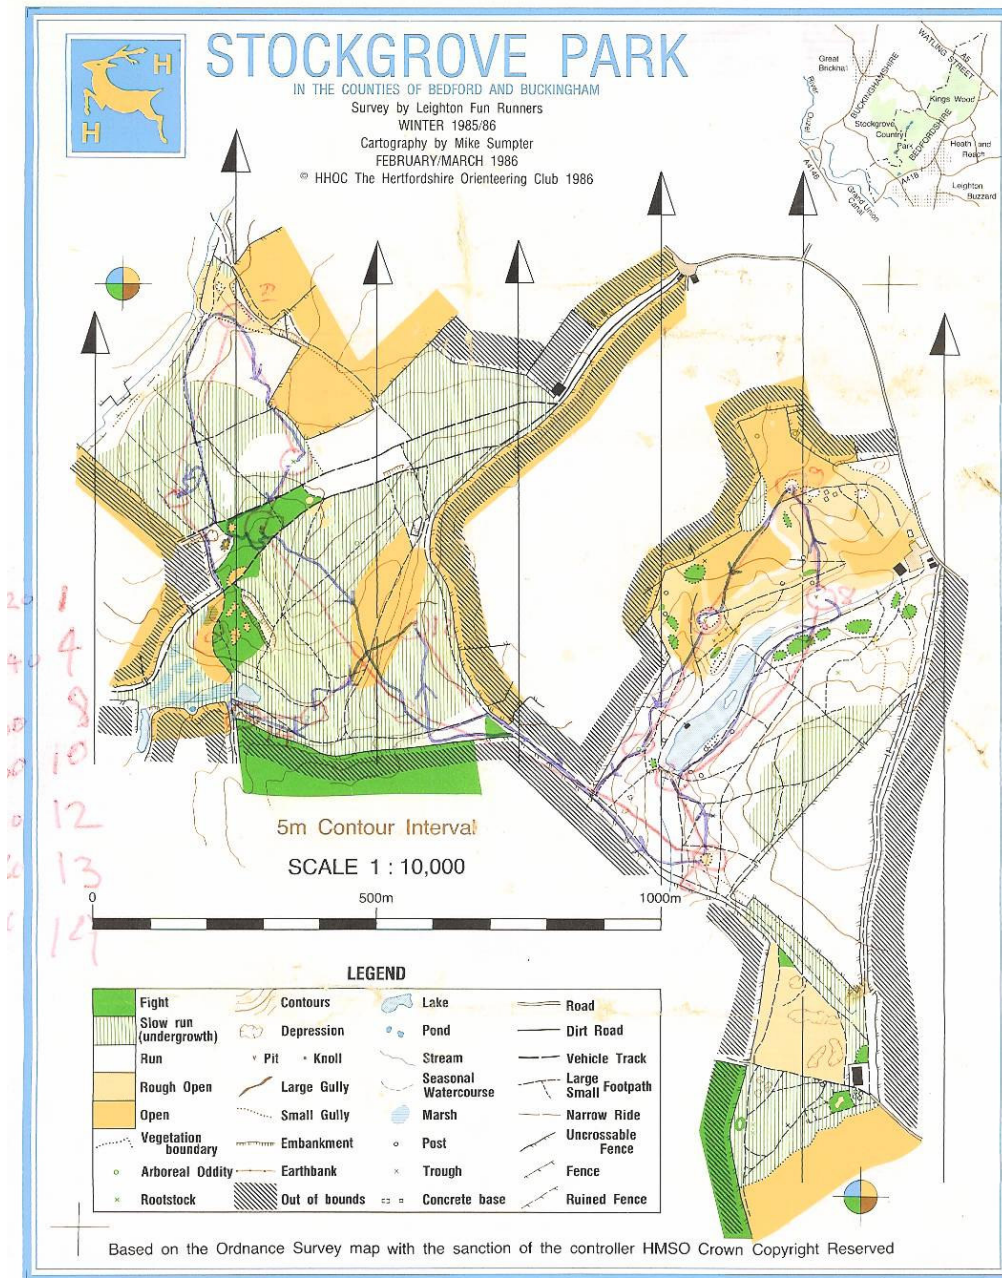 H
H
STOCKGROVE PARK
IN THE COUNTIES OF BEDFORD AND BUCKINGHAM
Survey by Leighton Fun Runners
WINTER 1985/86
Cartography by Mike Sumpter
FEBRUARY/MARCH 1986
© HHOC The Hertfordshire Orienteering Club 1986
WATLING STREET
A5
Great
Brickhill
BUCKINGHAMSHIRE
River
Ouzel
Kings Wood
Stockgrove
Country
Park
BEDFORDSHIRE
Heath and
Reach
A4146
A418
Leighton
Buzzard
Grand Union
Canal
9
8
4
8
10
12
13
5m Contour Interval
SCALE 1 : 10,000
0 500m 1000m
LEGEND
Fight Contours Lake Road
Slow run
(undergrowth) Depression Pond Dirt Road
Run Pit Knoll Stream Vehicle Track
Rough Open Large Gully Seasonal
Watercourse Large
Small Footpath
Open Small Gully Marsh Narrow Ride
Vegetation
boundary Embankment Post Uncrossable
Fence
Arboreal Oddity Earthbank Trough Fence
Rootstock Out of bounds Concrete base Ruined Fence
Based on the Ordnance Survey map with the sanction of the controller HMSO Crown Copyright Reserved